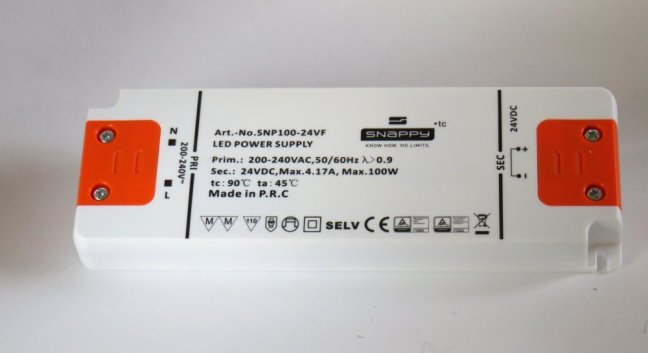 Art.-No.SNP100-24VF
LED POWER SUPPLY
Prim.: 200-240VAC,50/60Hz λ>0.9
Sec.: 24VDC,Max.4.17A, Max.100W
tc: 90℃ ta: 45℃
Made in P.R.C
N
200-240V~
L
PRI
SNAPPY
KNOW HOW NO LIMITS
•tc
M M 110
SELV CE
SEC
24VDC
+
-